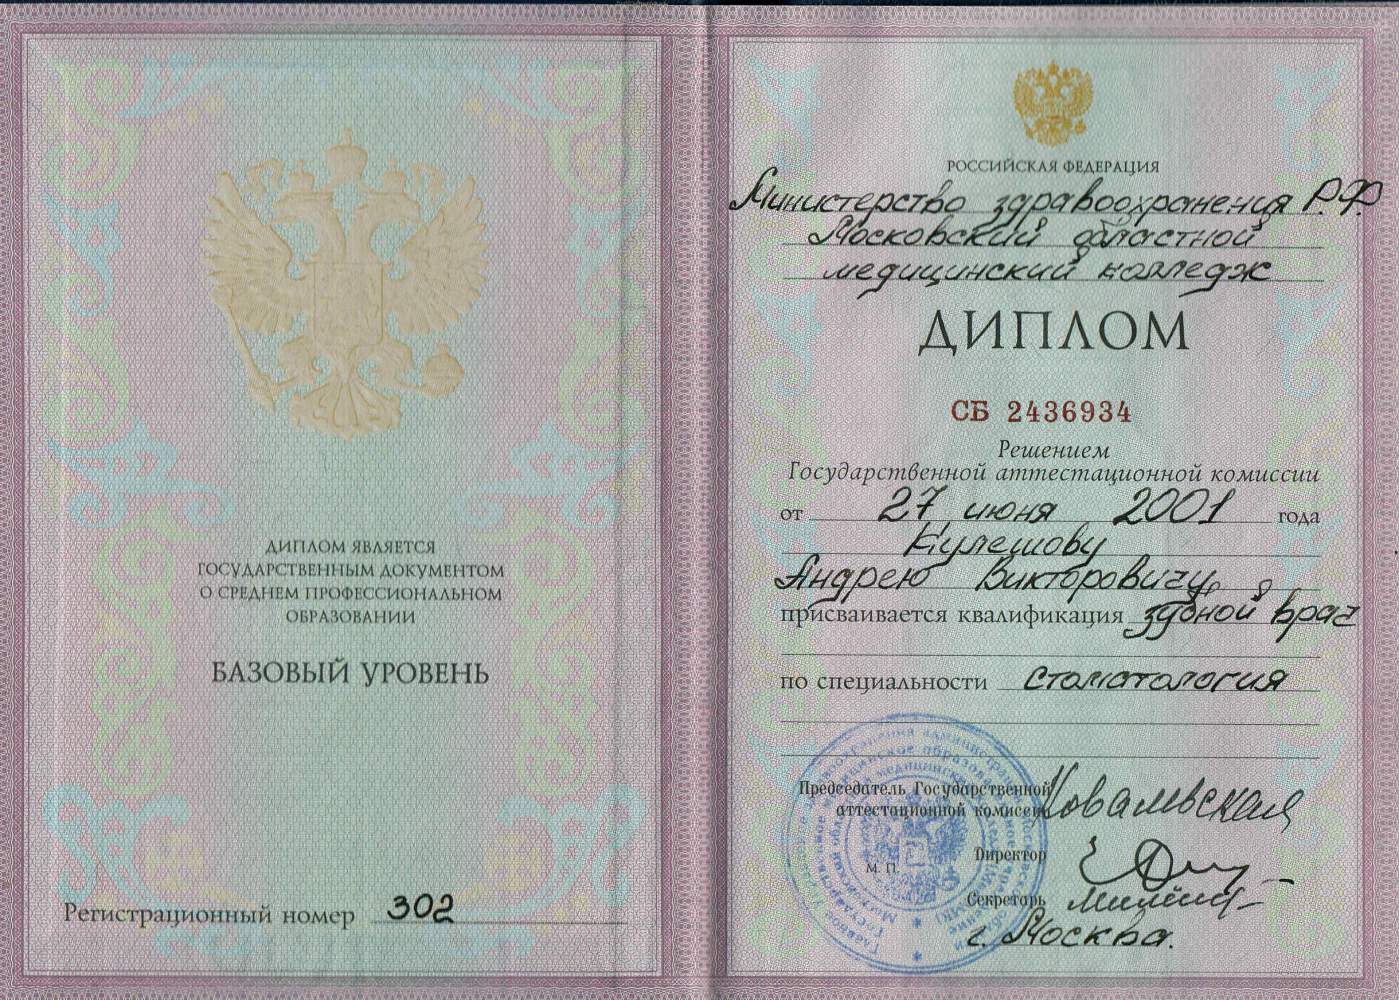 ДИПЛОМ ЯВЛЯЕТСЯ
ГОСУДАРСТВЕННЫМ ДОКУМЕНТОМ
О СРЕДНЕМ ПРОФЕССИОНАЛЬНОМ
ОБРАЗОВАНИИ
БАЗОВЫЙ УРОВЕНЬ
Регистрационный номер 302
РОССИЙСКАЯ ФЕДЕРАЦИЯ
Министерство здравоохранения Р.Ф
Московский областной
медицинский колледж
ДИПЛОМ
СБ 2436934
Решением
Государственной аттестационной комиссии
от 27 июня 2001 года
Кулешову
Андрею Викторовичу
присваивается квалификация зубной врач
по специальности стоматология
Председатель Государственной
аттестационной комиссии Ковалевская
Директор
М. П.
Секретарь
г. Москва.